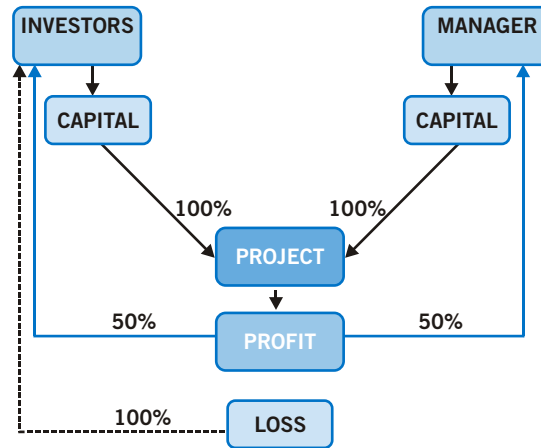 INVESTORS
MANAGER
CAPITAL
CAPITAL
100%
100%
PROJECT
50%
50%
PROFIT
100%
LOSS